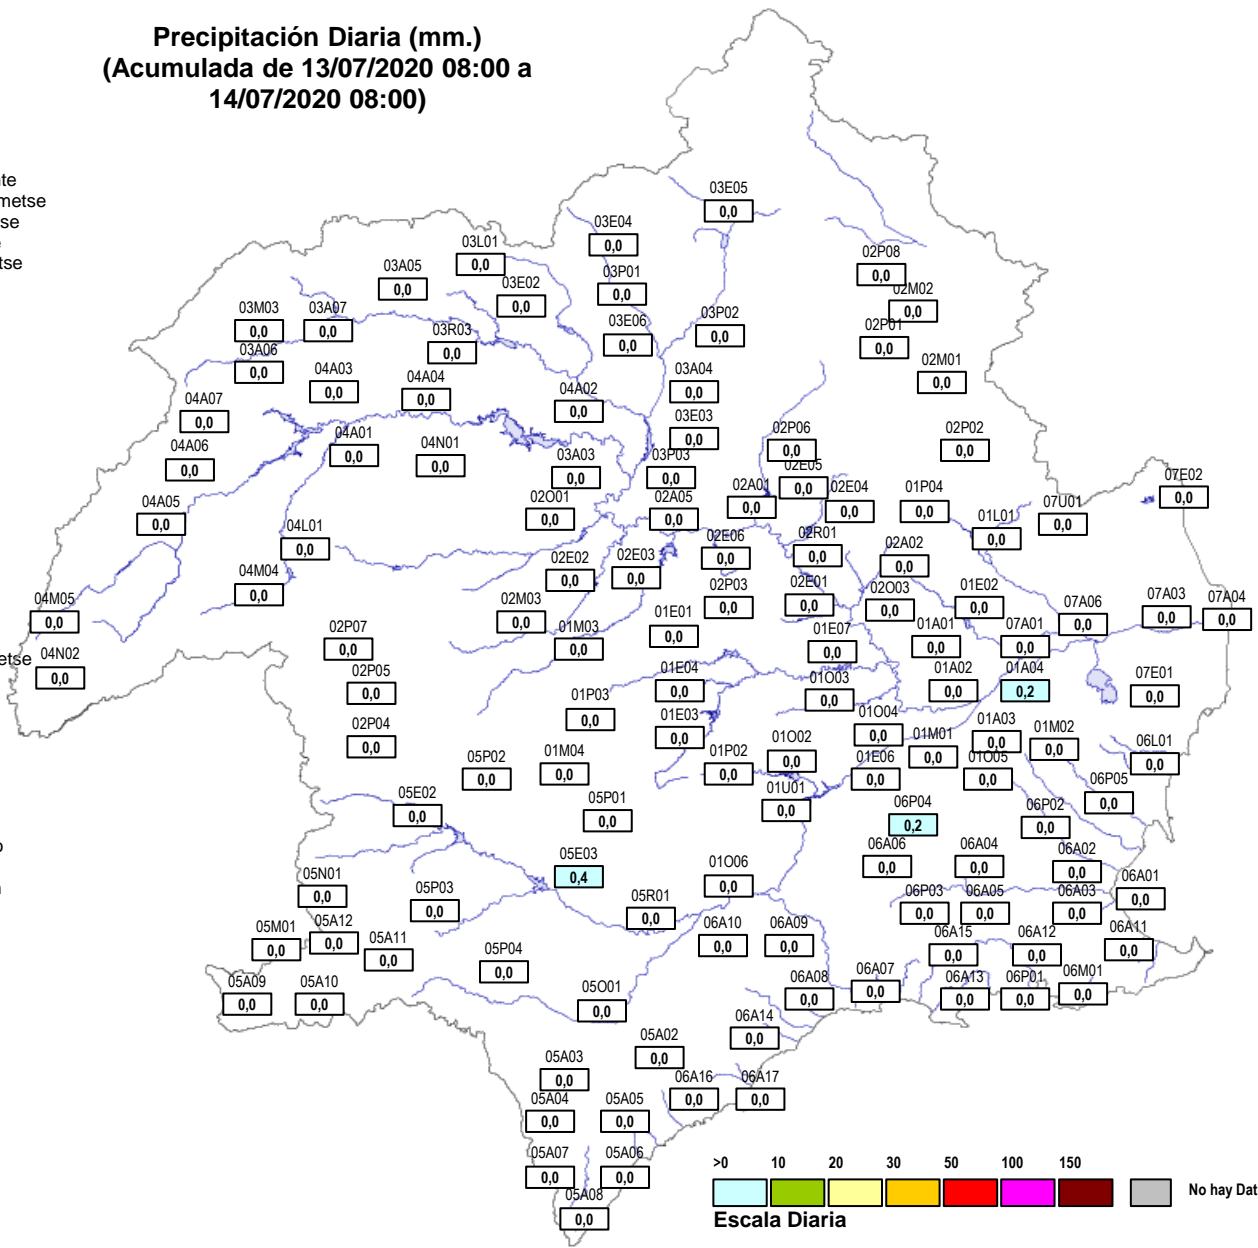 Precipitación Diaria (mm.)
(Acumulada de 13/07/2020 08:00 a
14/07/2020 08:00)
te
metse
se
tse
etse
03E05
0,0
03E04
0,0
03L01
0,0
02P08
0,0
03A05
0,0
03P01
0,0
03E02
0,0
02M02
0,0
03M03
0,0
03A07
0,0
03P02
0,0
03E06
0,0
02P01
0,0
03R03
0,0
03A06
0,0
02M01
0,0
04A03
0,0
04A04
0,0
03A04
0,0
04A02
0,0
04A07
0,0
03E03
0,0
02P06
0,0
02P02
0,0
04A01
0,0
04N01
0,0
04A06
0,0
03A03
0,0
03P03
0,0
02E05
0,0
07E02
0,0
02A01
0,0
02E04
0,0
01P04
0,0
04A05
0,0
02O01
0,0
02A05
0,0
07U01
0,0
01L01
0,0
04L01
0,0
02E06
0,0
02R01
0,0
02A02
0,0
02E02
0,0
02E03
0,0
04M04
0,0
02P03
0,0
02E01
0,0
02O03
0,0
01E02
0,0
04M05
0,0
02M03
0,0
01E01
0,0
07A06
0,0
07A03
0,0
07A04
0,0
02P07
0,0
01M03
0,0
01E07
0,0
01A01
0,0
07A01
0,0
04N02
0,0
02P05
0,0
01E04
0,0
01O03
0,0
01A02
0,0
01A04
0,2
07E01
0,0
01P03
0,0
02P04
0,0
01E03
0,0
01O04
0,0
01A03
0,0
01M02
0,0
01M01
0,0
06L01
0,0
05P02
0,0
01M04
0,0
01P02
0,0
01O02
0,0
01E06
0,0
01O05
0,0
05E02
0,0
05P01
0,0
01U01
0,0
06P04
0,2
06P02
0,0
06P05
0,0
05E03
0,4
06A06
0,0
06A04
0,0
06A02
0,0
05N01
0,0
05P03
0,0
01O06
0,0
06A01
0,0
05R01
0,0
06P03
0,0
06A05
0,0
06A03
0,0
05M01
0,0
05A12
0,0
05A11
0,0
06A10
0,0
06A09
0,0
06A15
0,0
06A12
0,0
06A11
0,0
05P04
0,0
05A09
0,0
05A10
0,0
05O01
0,0
06A08
0,0
06A07
0,0
06A13
0,0
06P01
0,0
06M01
0,0
06A14
0,0
05A02
0,0
05A03
0,0
06A16
0,0
06A17
0,0
05A04
0,0
05A05
0,0
05A07
0,0
05A06
0,0
05A08
0,0
>0 10 20 30 50 100 150
No hay Dat
Escala Diaria